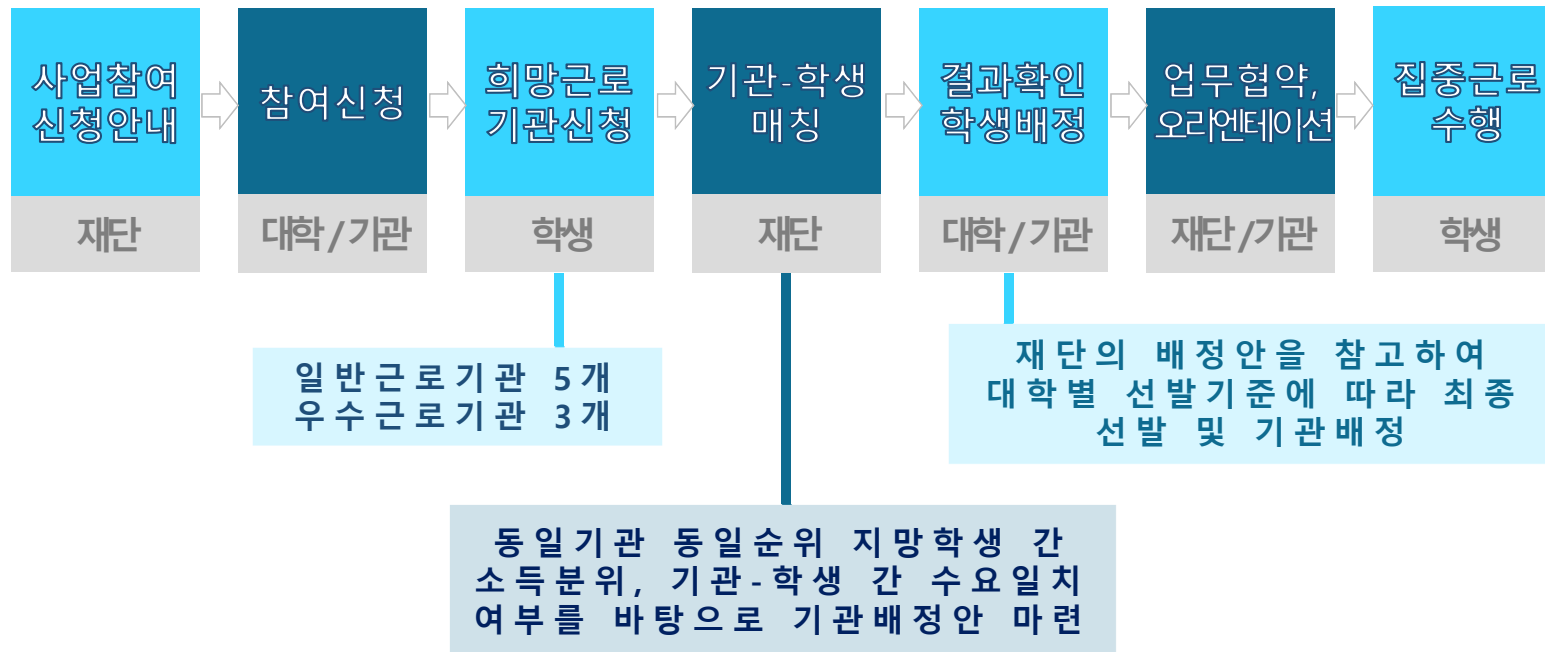 사업참여
신청안내
참여신청
희망근로
기관신청
기관-학생
매칭
결과확인
학생배정
업무협약,
오리엔테이션
집중근로
수행
재단
대학/기관
학생
재단
대학/기관
재단/기관
학생
일반근로기관 5개
우수근로기관 3개
재단의 배정안을 참고하여
대학별 선발기준에 따라 최종
선발 및 기관배정
동일기관 동일순위 지망학생 간
소득분위, 기관-학생 간 수요일치
여부를 바탕으로 기관배정안 마련